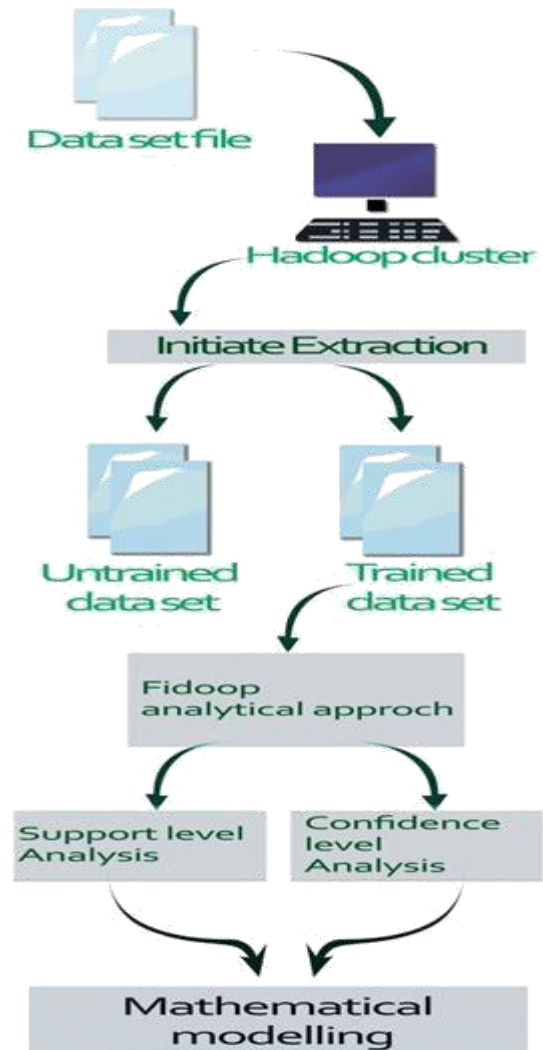 Data set file
Hadoop cluster
Initiate Extraction
Untrained
data set
Trained
data set
Fidoop
analytical approch
Support level
Analysis
Confidence
level
Analysis
Mathematical
modelling